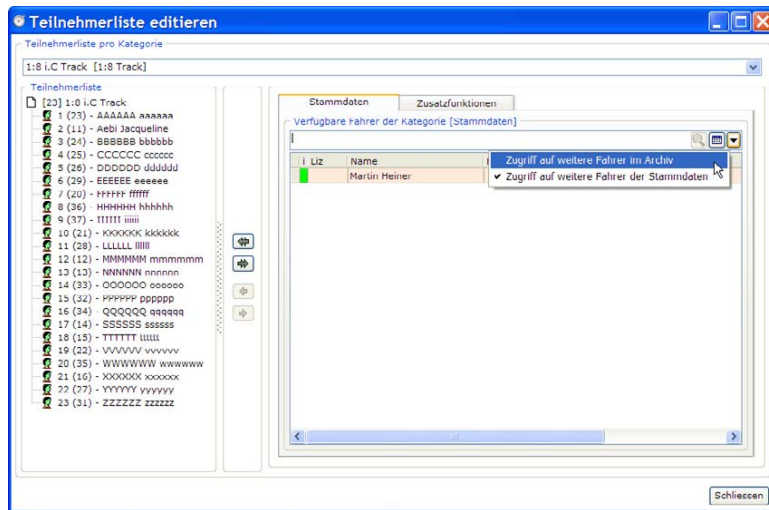 Teilnehmerliste editieren
Teilnehmerliste pro Kategorie
1:8 i.C Track [1:8 Track]
Teilnehmerliste
[23] 1:0 i.C Track
1 (23) - AAAAAA aaaaaa
2 (11) - Aebi Jacqueline
3 (24) - BBBBBB bbbbbb
4 (25) - CCCCCC cccccc
5 (26) - DDDDDD dddddd
6 (29) - EEEEEE eeeeee
7 (20) - FFFFFF ffffff
8 (36) - HHHHHH hhhhhh
9 (37) - IIIIII iiiiii
10 (21) - KKKKKK kkkkkk
11 (28) - LLLLLL llllll
12 (12) - MMMMMM mmmmmm
13 (13) - NNNNNN nnnnnn
14 (33) - OOOOOO oooooo
15 (32) - PPPPPP pppppp
16 (34) - QQQQQQ qqqqqq
17 (14) - SSSSSS ssssss
18 (15) - TTTTTT tttttt
19 (22) - VVVVVV vvvvvv
20 (35) - WWWWWW wwwwww
21 (16) - XXXXXX xxxxxx
22 (27) - YYYYYY yyyyyy
23 (31) - ZZZZZZ zzzzzz
Stammdaten
Zusatzfunktionen
Verfügbare Fahrer der Kategorie [Stammdaten]
i Liz Name
Martin Heiner
Zugriff auf weitere Fahrer im Archiv
Zugriff auf weitere Fahrer der Stammdaten
Schliessen